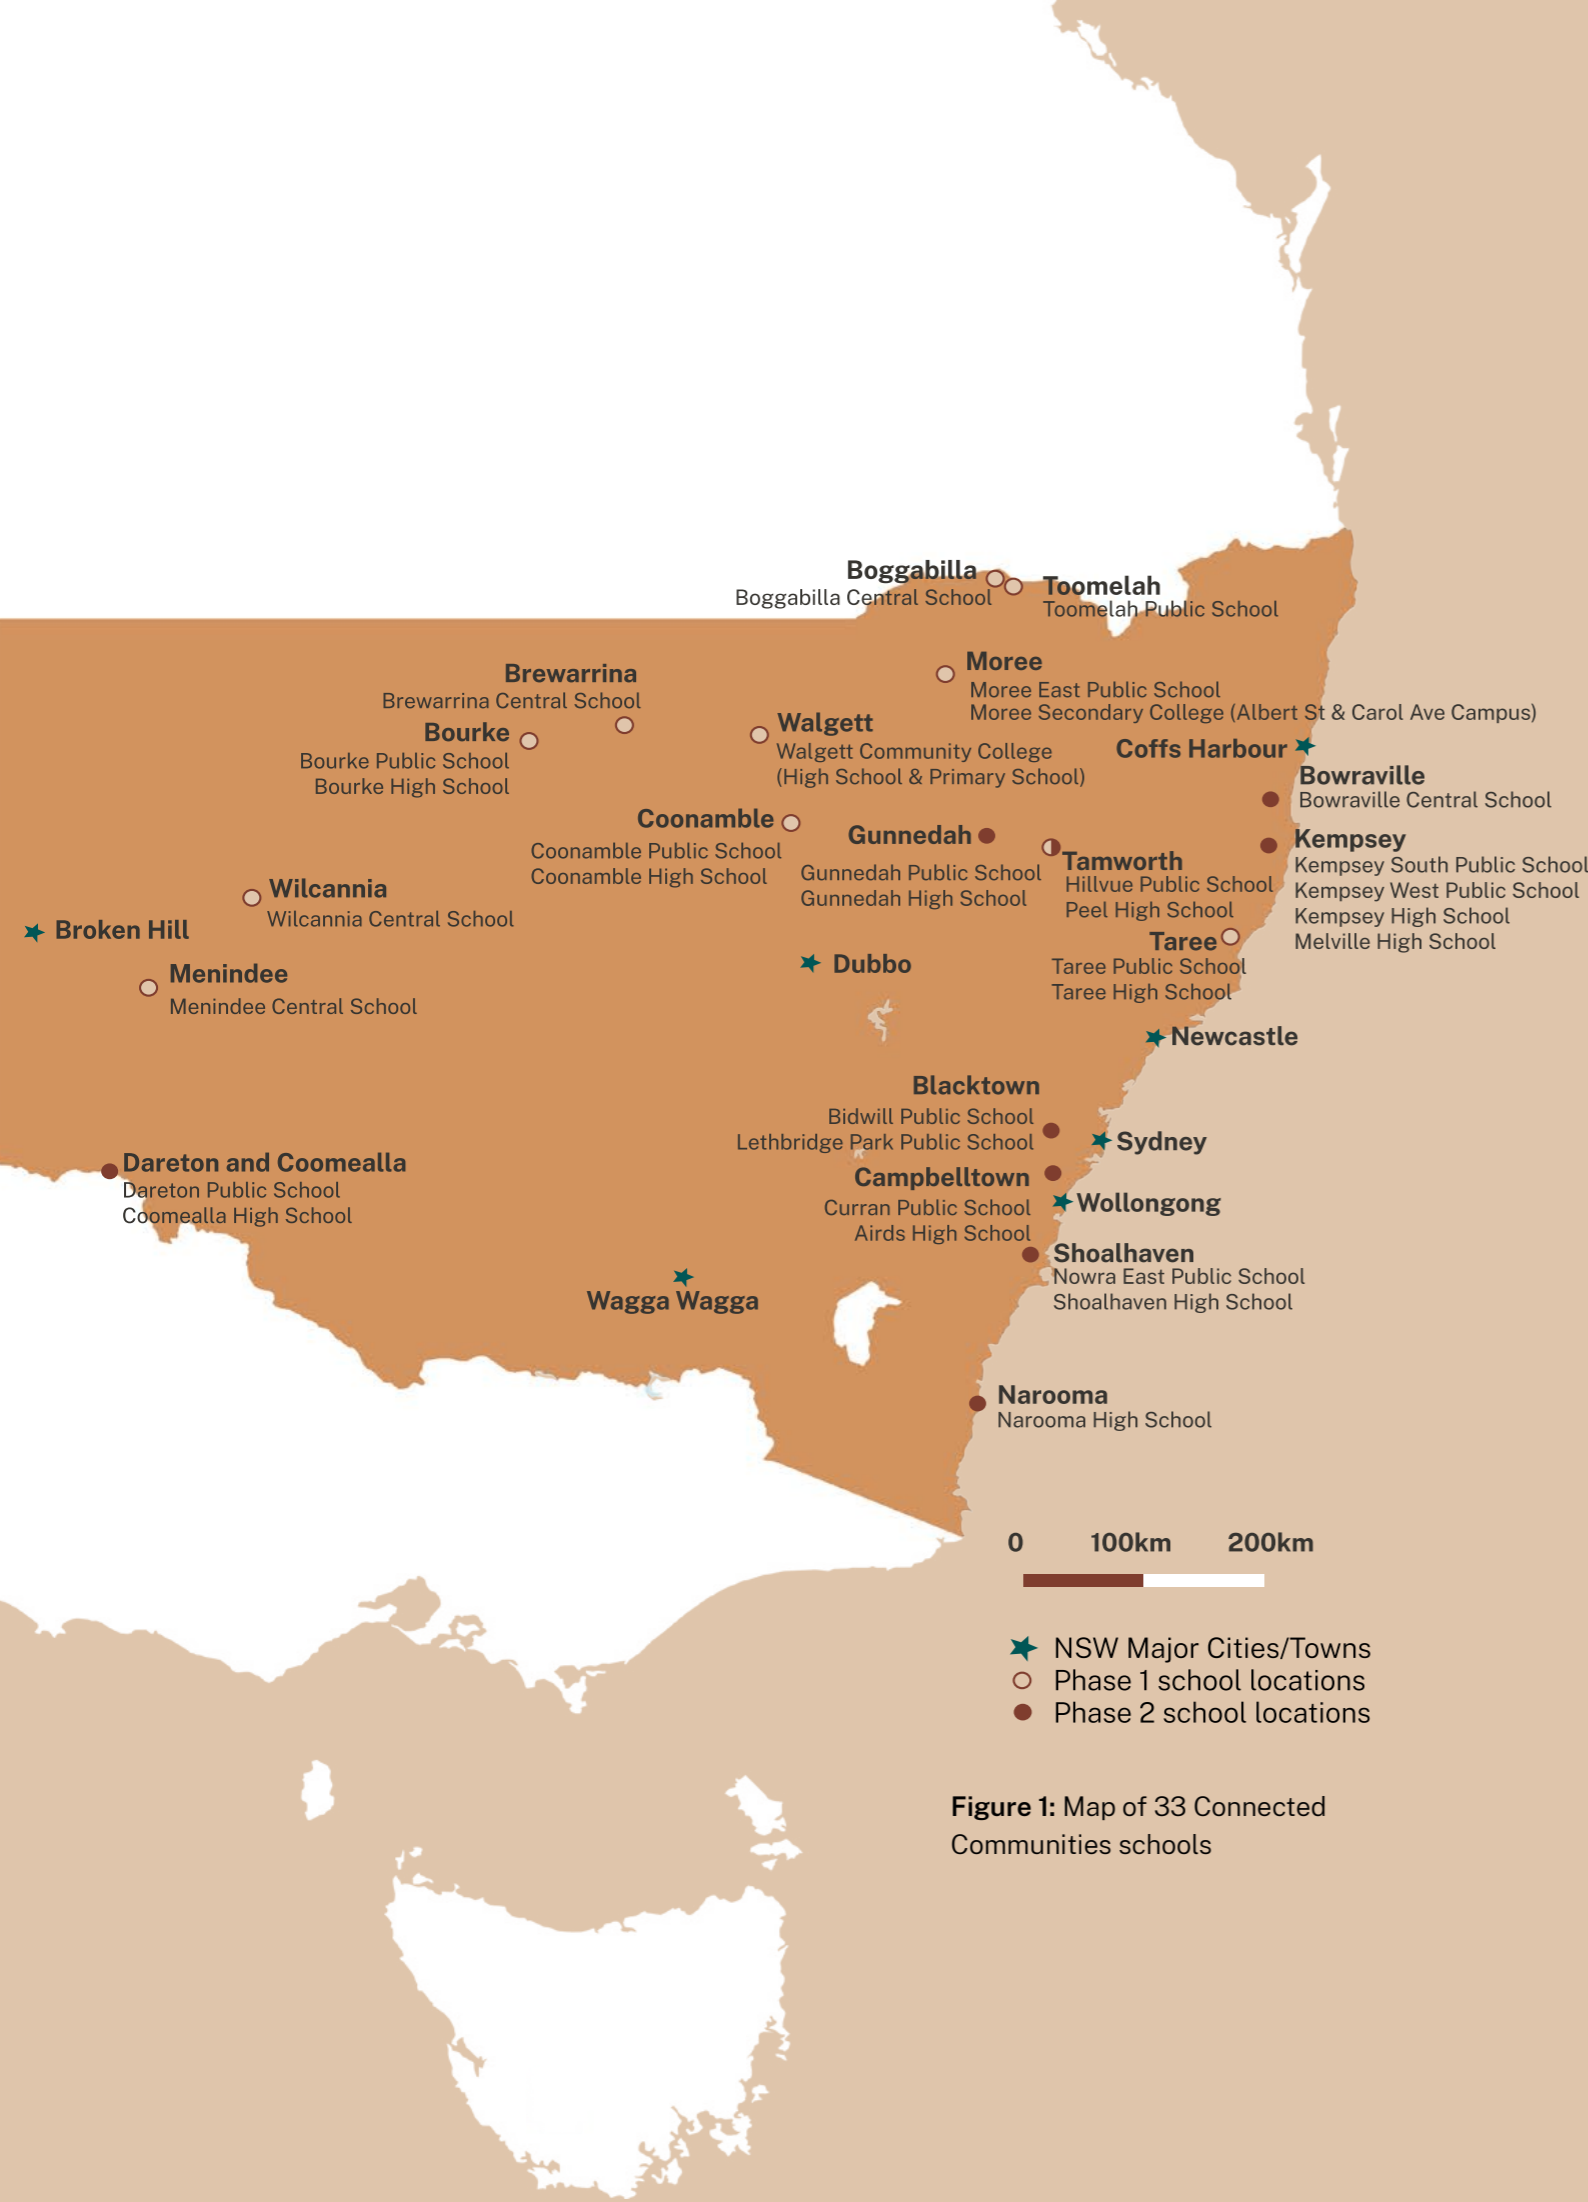 Boggabilla
Boggabilla Central School
Toomelah
Toomelah Public School
Moree
Moree East Public School
Moree Secondary College (Albert St & Carol Ave Campus)
Brewarrina
Brewarrina Central School
Bourke
Bourke Public School
Bourke High School
Walgett
Walgett Community College
(High School & Primary School)
Coffs Harbour
Bowraville
Bowraville Central School
Coonamble
Coonamble Public School
Coonamble High School
Gunnedah
Gunnedah Public School
Gunnedah High School
Tamworth
Hillvue Public School
Peel High School
Kempsey
Kempsey South Public School
Kempsey West Public School
Kempsey High School
Melville High School
Wilcannia
Wilcannia Central School
Broken Hill
Taree
Taree Public School
Taree High School
Menindee
Menindee Central School
Dubbo
Newcastle
Blacktown
Bidwill Public School
Lethbridge Park Public School
Sydney
Dareton and Coomealla
Dareton Public School
Coomealla High School
Campbelltown
Curran Public School
Airds High School
Wollongong
Shoalhaven
Nowra East Public School
Shoalhaven High School
Wagga Wagga
Narooma
Narooma High School
0 100km 200km
NSW Major Cities/Towns
Phase 1 school locations
Phase 2 school locations
Figure 1: Map of 33 Connected
Communities schools